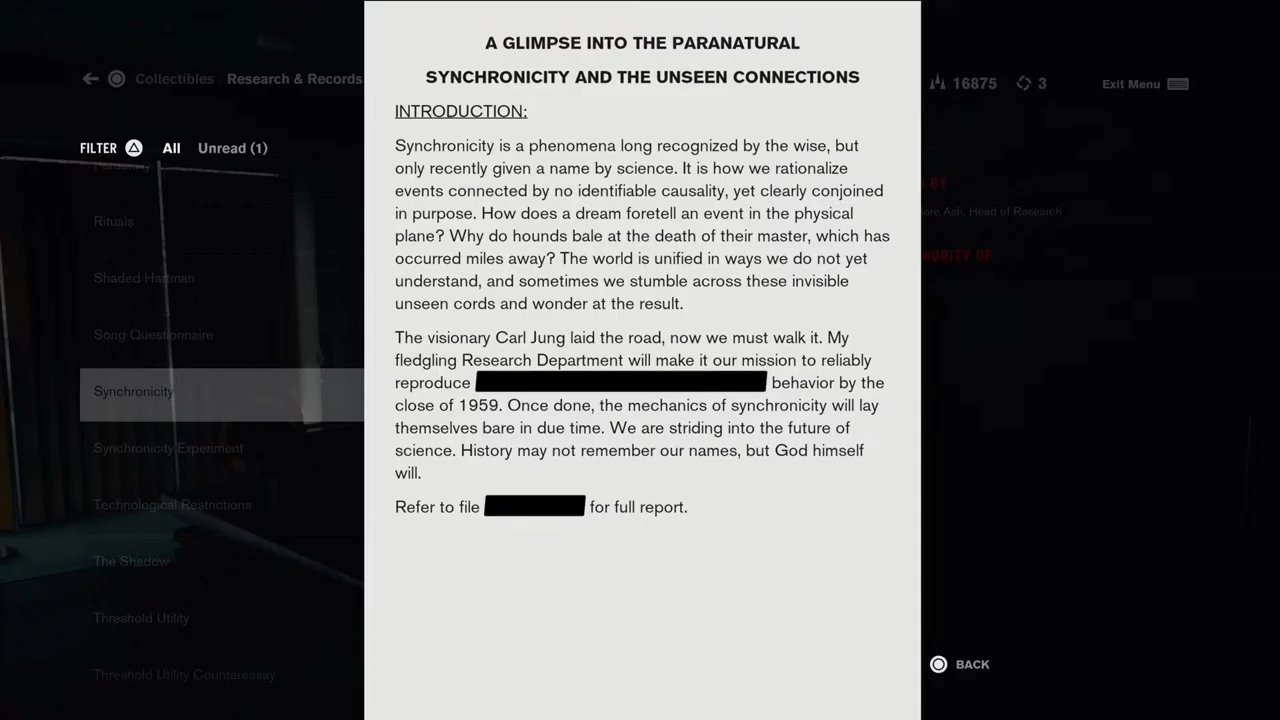 A GLIMPSE INTO THE PARANATURAL
SYNCHRONICITY AND THE UNSEEN CONNECTIONS
Collectibles Research & Records
16875 3 Exit Menu
INTRODUCTION:
FILTER All Unread (1)
Synchronicity is a phenomena long recognized by the wise, but
only recently given a name by science. It is how we rationalize
events connected by no identifiable causality, yet clearly conjoined
in purpose. How does a dream foretell an event in the physical
plane? Why do hounds bale at the death of their master, which has
occurred miles away? The world is unified in ways we do not yet
understand, and sometimes we stumble across these invisible
unseen cords and wonder at the result.
The visionary Carl Jung laid the road, now we must walk it. My
fledgling Research Department will make it our mission to reliably
reproduce behavior by the
close of 1959. Once done, the mechanics of synchronicity will lay
themselves bare in due time. We are striding into the future of
science. History may not remember our names, but God himself
will.
Refer to file for full report.
Rituals
Shaded Hartman
Song Questionnaire
Synchronicity
Synchronicity Experiment
Technological Restrictions
The Shadow
Threshold Utility
Threshold Utility Counteressay
BY
Ash, Head of Research
OF
BACK